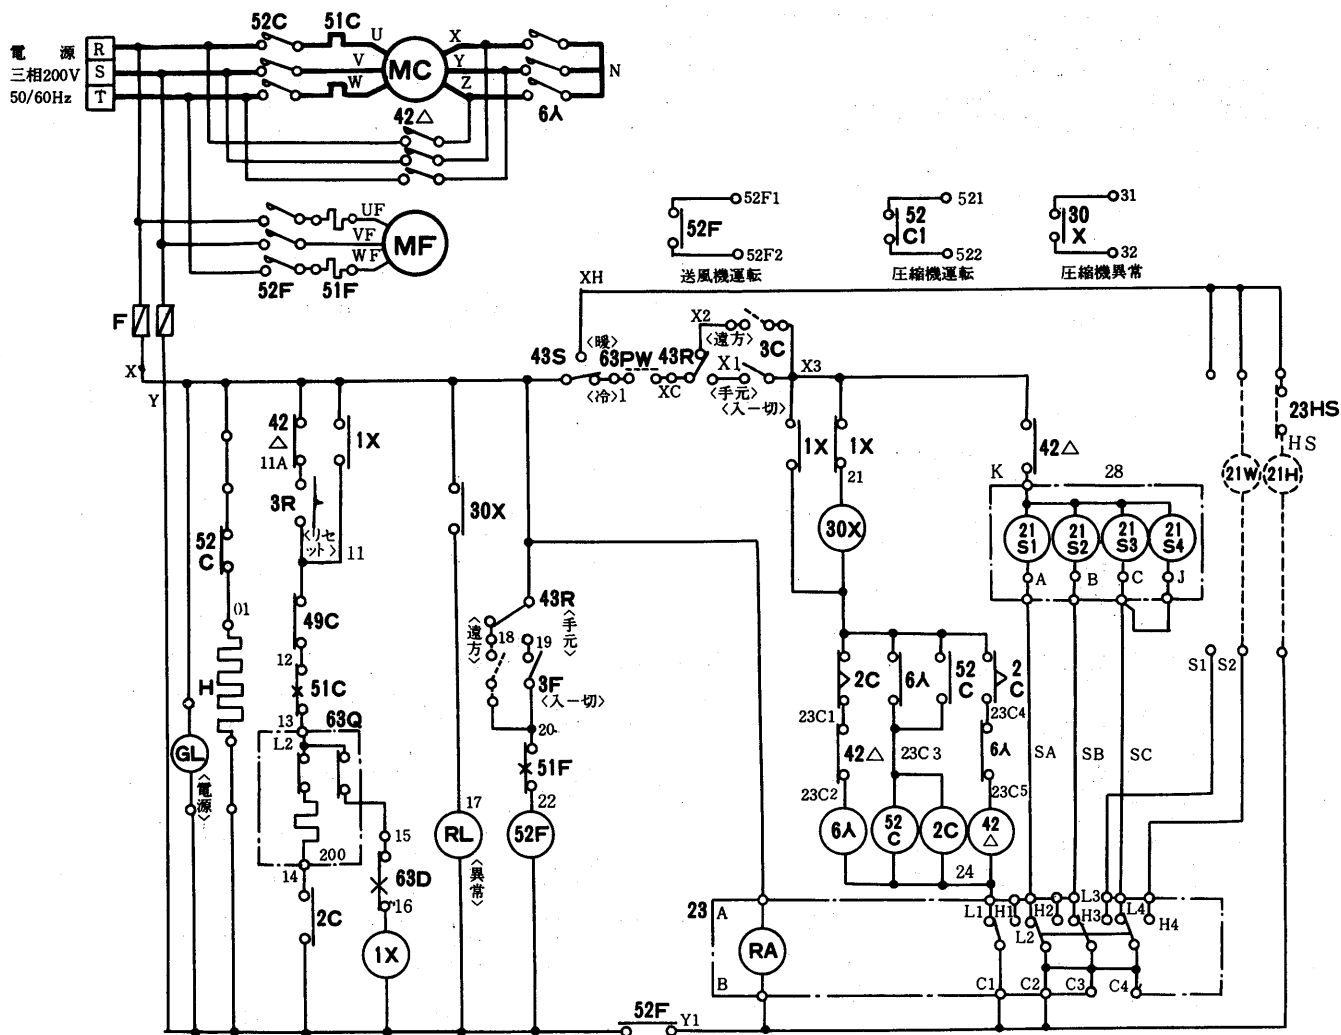 52C 51C
電源 R U X
三相200V S V MC Y N
50/60Hz T W Z
6人
42△
UF
VF MF
WF
52F 51F
52F1
52F
52F2
送風機運転
521
52
C1
522
圧縮機運転
31
30
X
32
圧縮機異常
F
X
Y
XH
43S 〈暖〉 63PW 43R X2 〈遠方〉 3C
〈冷〉1 XC X1 〈手元〉 X3
〈入ー切〉
23HS
HS
42
△
11A
1X
3R
〈リセ
ット〉
11
52
C
01
H
GL
〈電源〉
49C
12
51C
13
63Q
L2
200
14
2C
15
63D
16
1X
30X
17
RL
〈異常〉
43R
〈遠方〉
〈手元〉
18
19
3F
〈入ー切〉
20
51F
22
52F
1X 1X
21
30X
42△
K 28
21
S1
21
S2
21
S3
21
S4
A B C J
21W 21H
2C 6人 52
C
2
C
23C1 23C4
42△ 23C3 6人
23C2 23C5
6人 52
C
2C 42
△
24
SA SB SC
S1 S2
23 A
RA
B
L1 H1 L2 H2 L3 H3 L4 H4
C1 C2 C3 C4
52F Y1